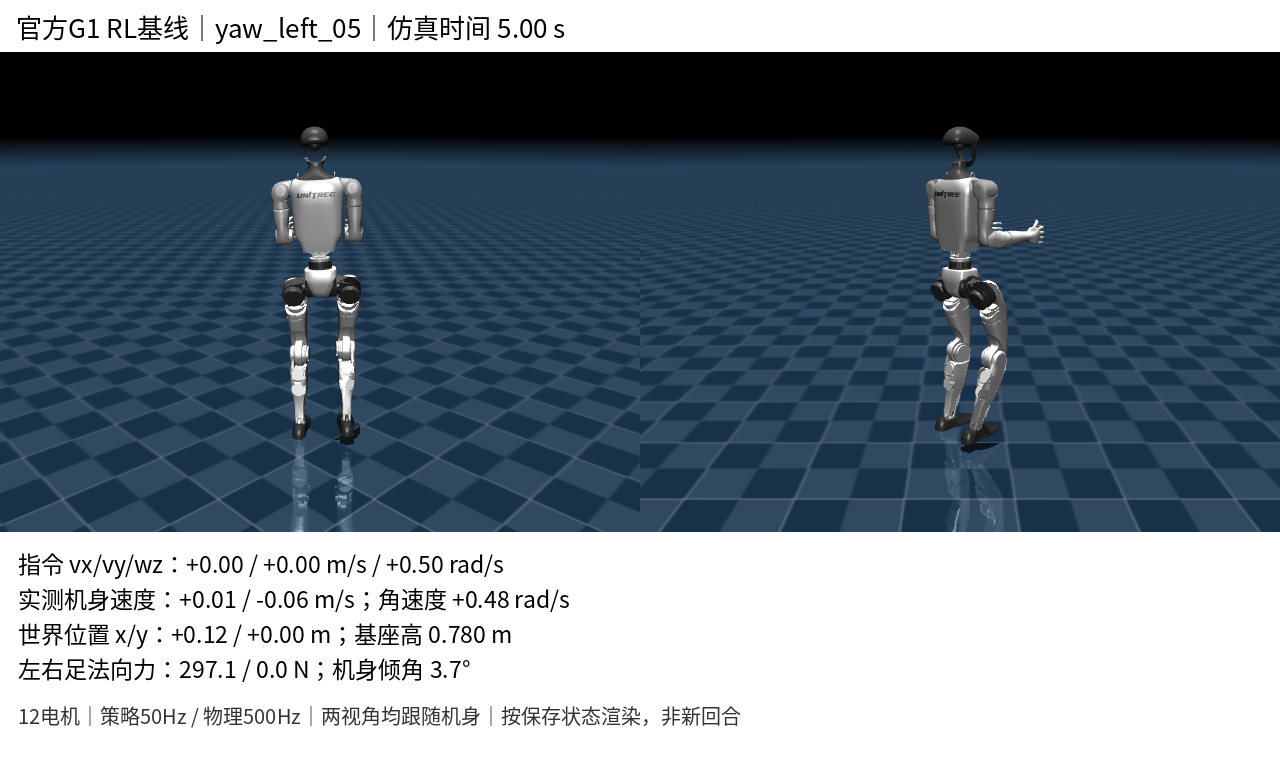 官方G1 RL基线｜yaw_left_05｜仿真时间 5.00 s
UNITREE
UNITREE
指令 vx/vy/wz：+0.00 / +0.00 m/s / +0.50 rad/s
实测机身速度：+0.01 / -0.06 m/s；角速度 +0.48 rad/s
世界位置 x/y：+0.12 / +0.00 m；基座高 0.780 m
左右足法向力：297.1 / 0.0 N；机身倾角 3.7°
12电机｜策略50Hz / 物理500Hz｜两视角均跟随机身｜按保存状态渲染，非新回合